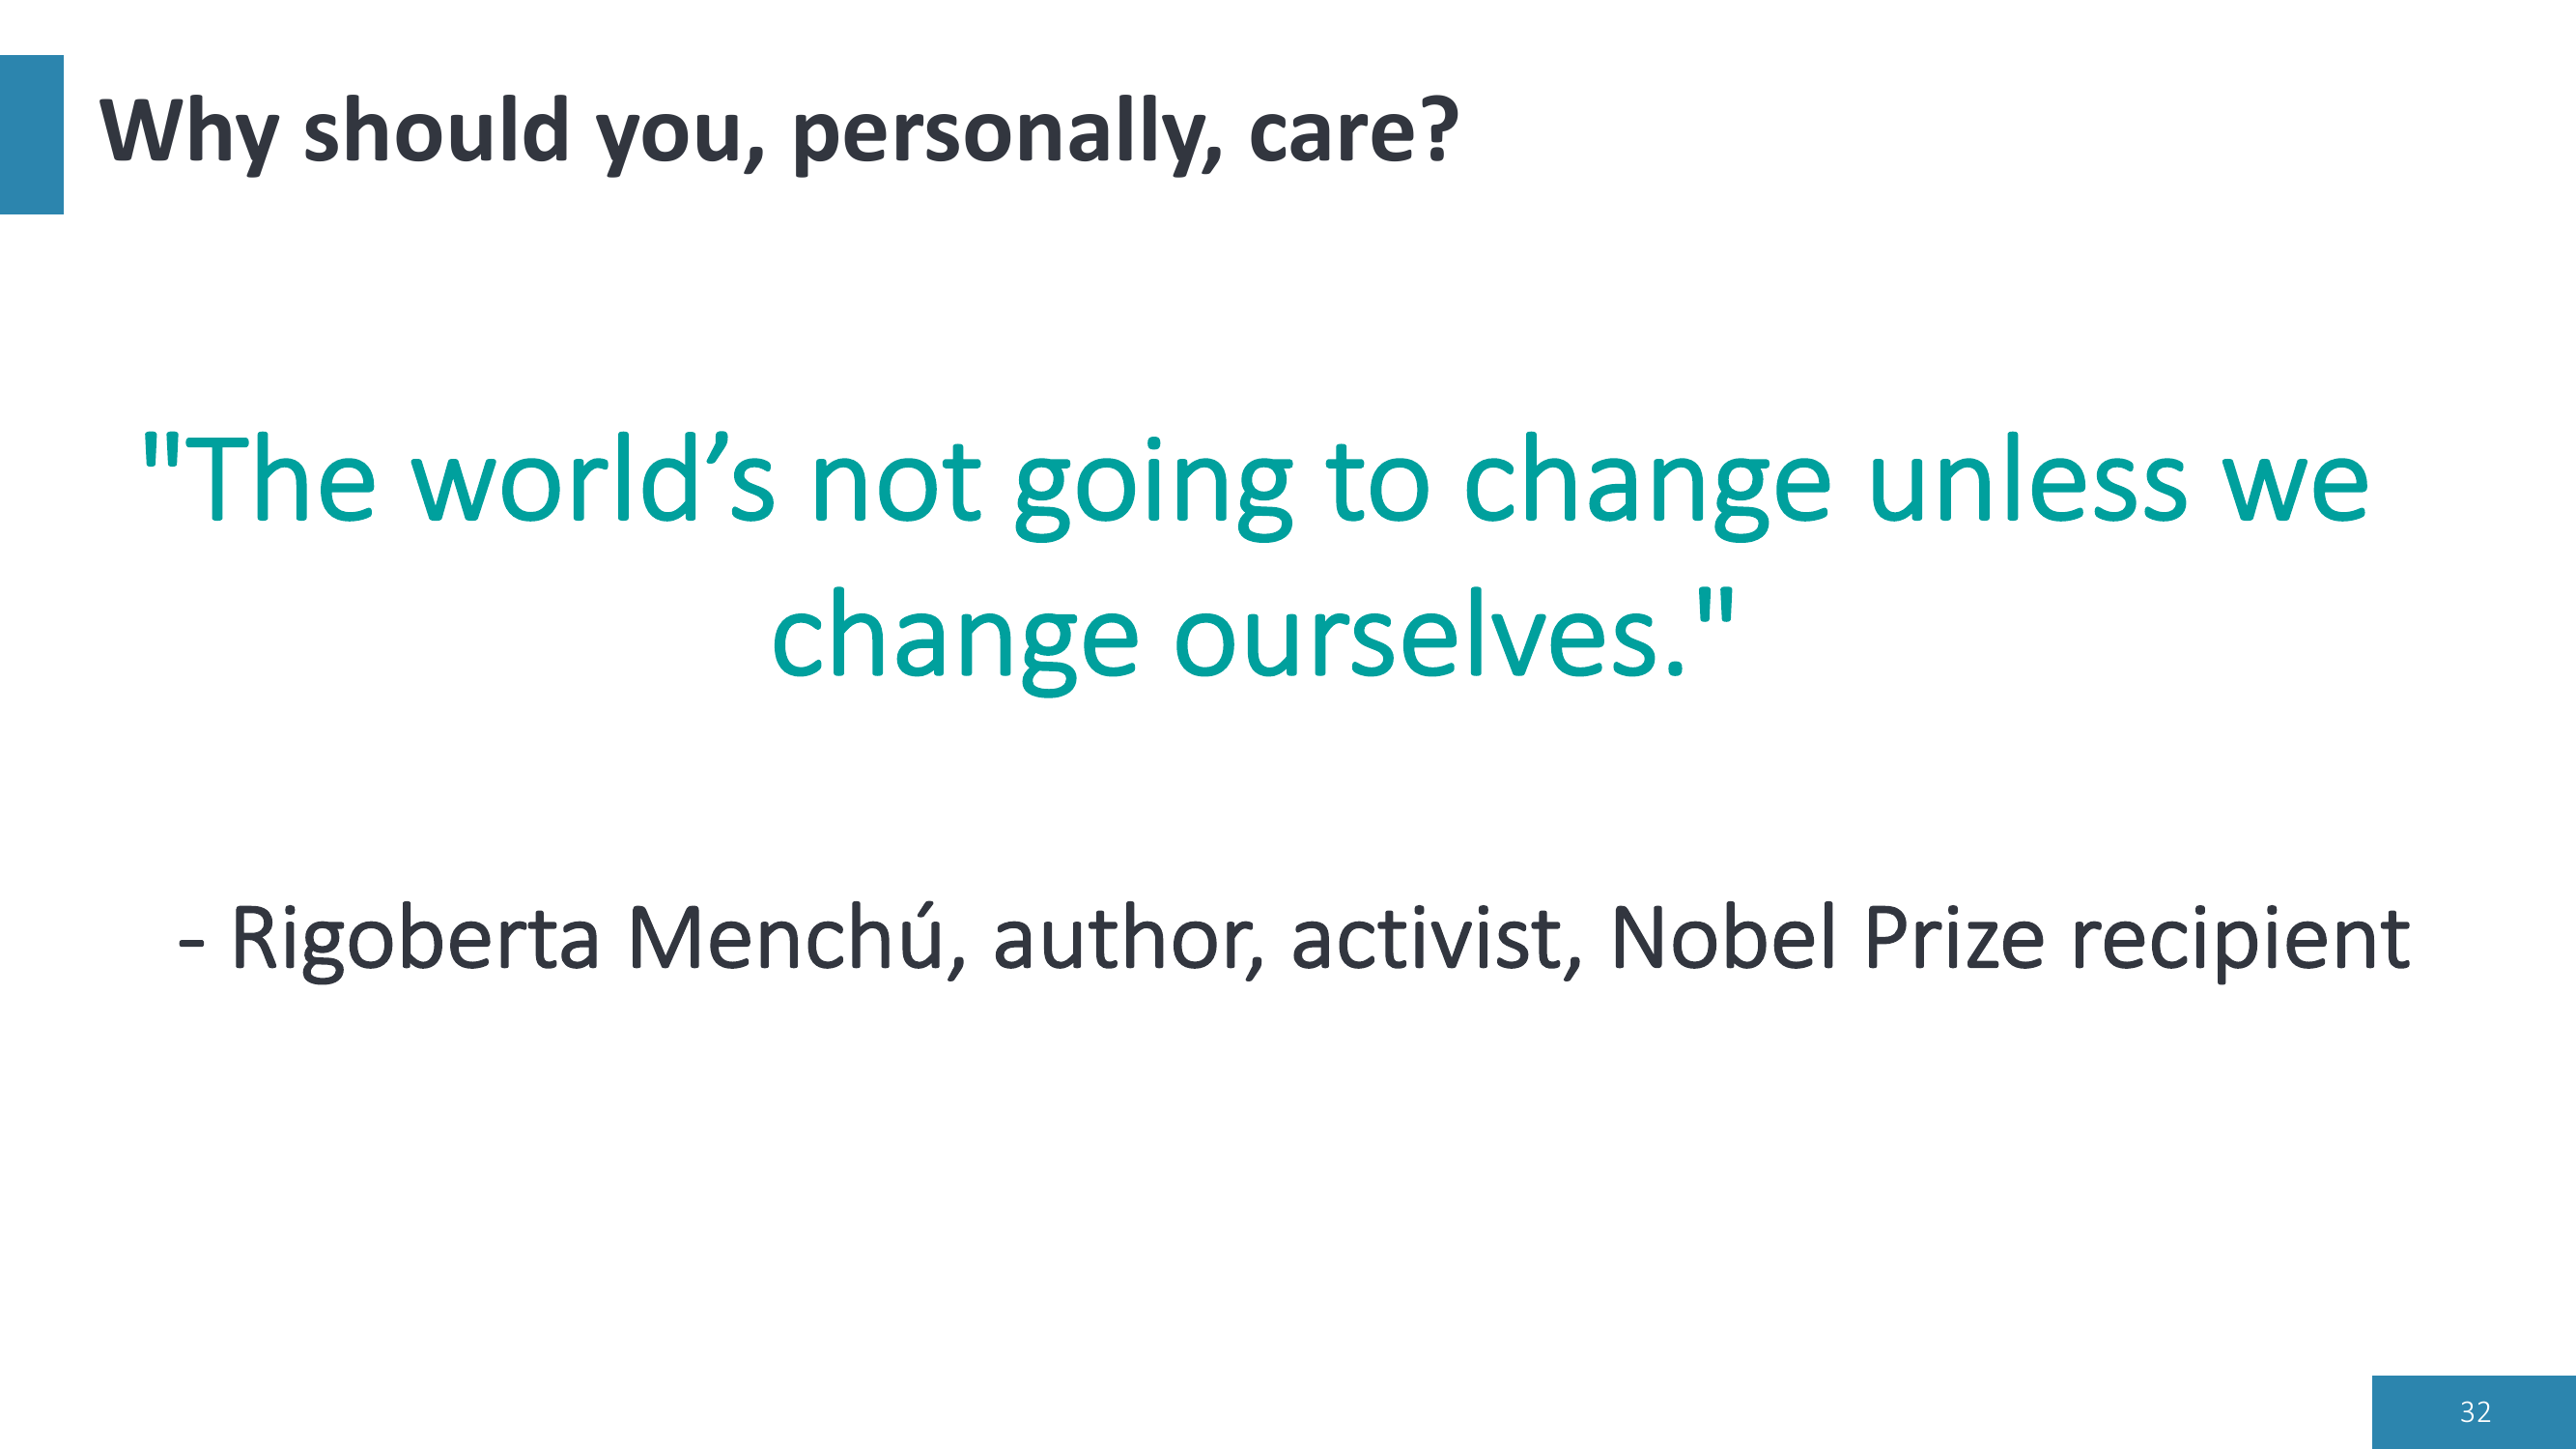 Why should you, personally, care?
"The world’s not going to change unless we
change ourselves."
- Rigoberta Menchú, author, activist, Nobel Prize recipient
32